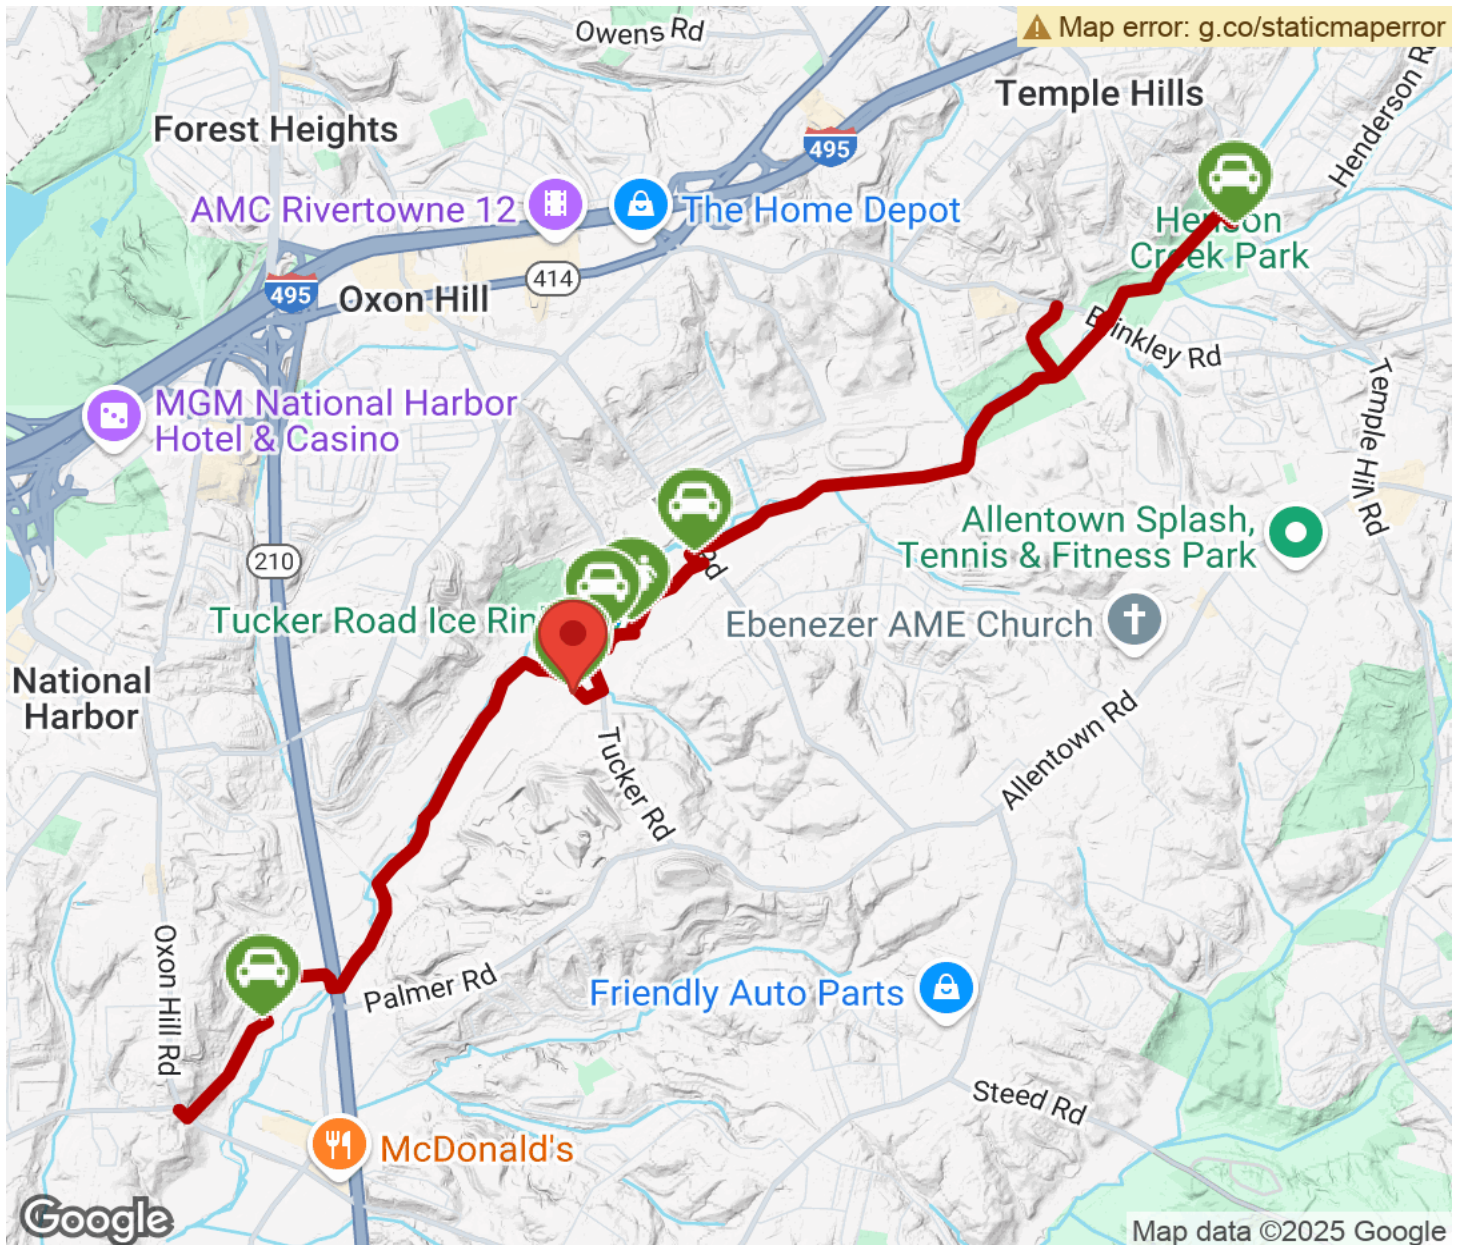 Owens Rd
Map error: g.co/staticmaperror
Henderson Rd
Temple Hills
Forest Heights
495
AMC Rivertowne 12
The Home Depot
Henson
Creek Park
414
495
Oxon Hill
Brinkley Rd
MGM National Harbor
Hotel & Casino
Temple Hill Rd
Allentown Splash,
Tennis & Fitness Park
210
Rd
Tucker Road Ice Rin
Ebenezer AME Church
National
Harbor
Allentown Rd
Tucker Rd
Oxon Hill Rd
Palmer Rd
Friendly Auto Parts
Steed Rd
McDonald's
Google
Map data ©2025 Google